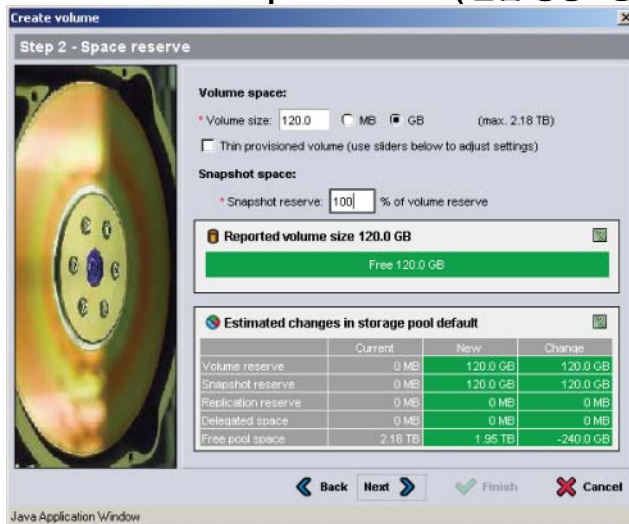 Create volume
Step 2 - Space reserve
Volume space:
* Volume size: 120.0 MB GB (max. 2.18 TB)
Thin provisioned volume (use sliders below to adjust settings)
Snapshot space:
* Snapshot reserve: 100 % of volume reserve
Reported volume size 120.0 GB
Free 120.0 GB
Estimated changes in storage pool default
Current New Change
Volume reserve 0 MB 120.0 GB 120.0 GB
Snapshot reserve 0 MB 120.0 GB 120.0 GB
Replication reserve 0 MB 0 MB 0 MB
Delegated space 0 MB 0 MB 0 MB
Free pool space 2.18 TB 1.95 TB -240.0 GB
Back Next Finish Cancel
Java Application Window